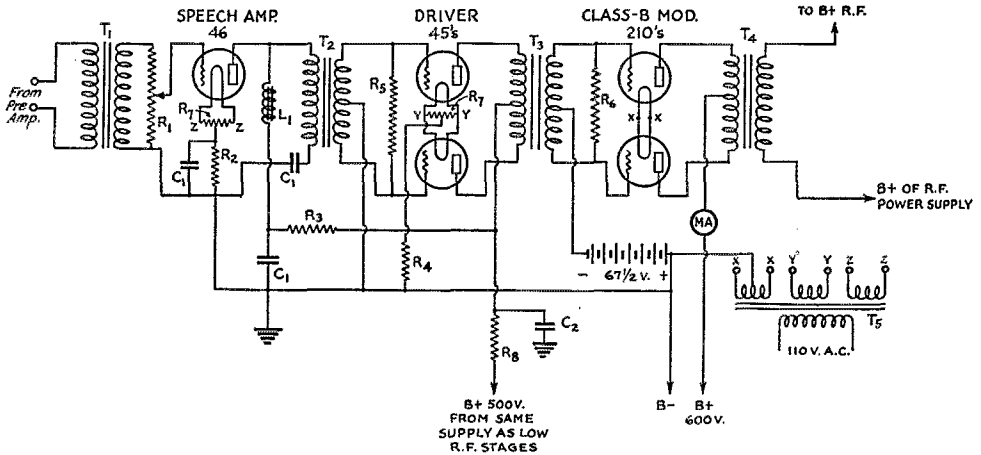 SPEECH AMP.
46
DRIVER
45's
CLASS-B MOD.
210's
TO B+ R.F.
T1
T2
T3
T4
From
Pre
Amp.
R1
R7
Z Z
L1
R5
R7
Y Y
R6
X X
C1
R2
C1
R3
R4
C1
MA
B+ OF R.F.
POWER SUPPLY
- 67½ V. +
X X Y Y Z Z
T5
110 V. A.C.
C2
R8
B+ 500V.
FROM SAME
SUPPLY AS LOW
R.F. STAGES
B-
B+
600V.